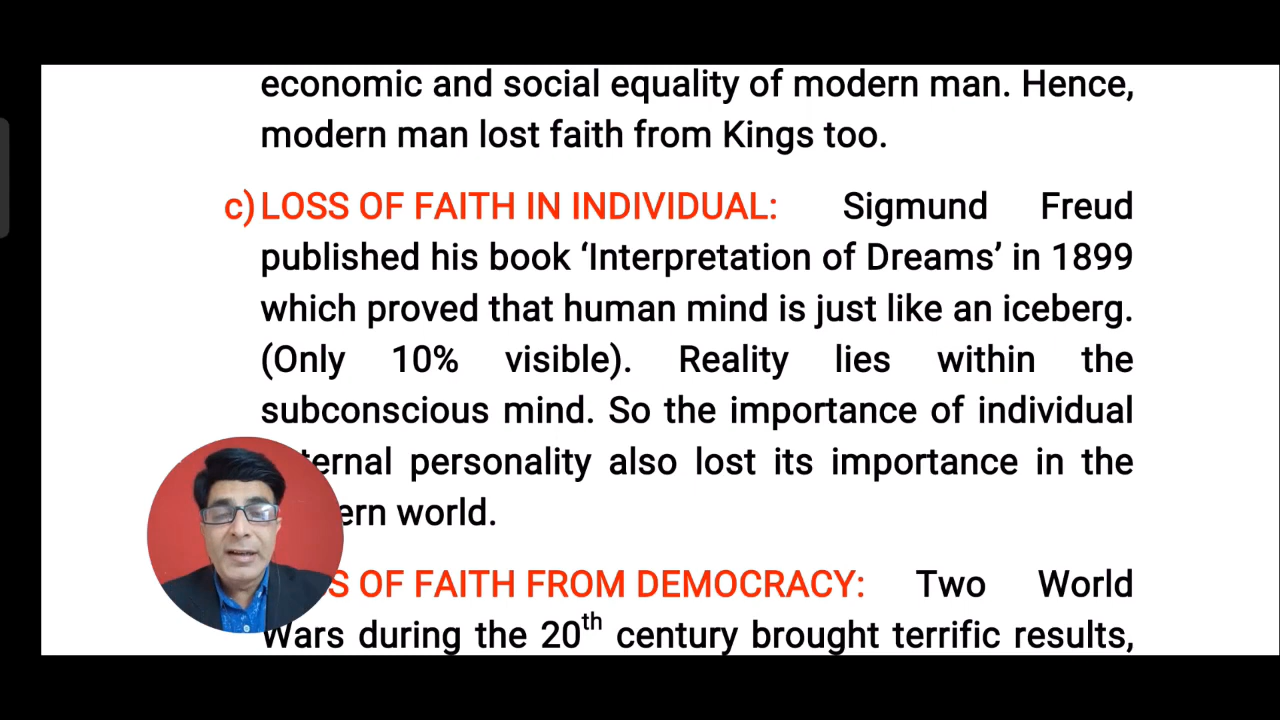 economic and social equality of modern man. Hence,
modern man lost faith from Kings too.
c) LOSS OF FAITH IN INDIVIDUAL: Sigmund Freud
published his book ‘Interpretation of Dreams’ in 1899
which proved that human mind is just like an iceberg.
(Only 10% visible). Reality lies within the
subconscious mind. So the importance of individual
personality also lost its importance in the
world.
OF FAITH FROM DEMOCRACY: Two World
Wars during the 20th century brought terrific results,